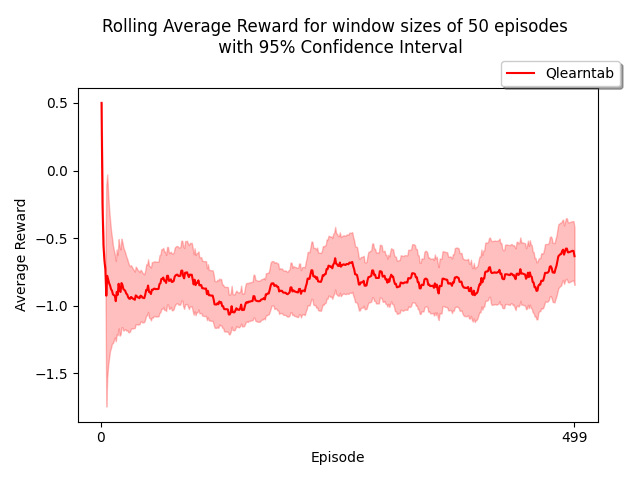 Rolling Average Reward for window sizes of 50 episodes
with 95% Confidence Interval
Qlearntab
0.5
0.0
−0.5
−1.0
−1.5
Average Reward
0
499
Episode